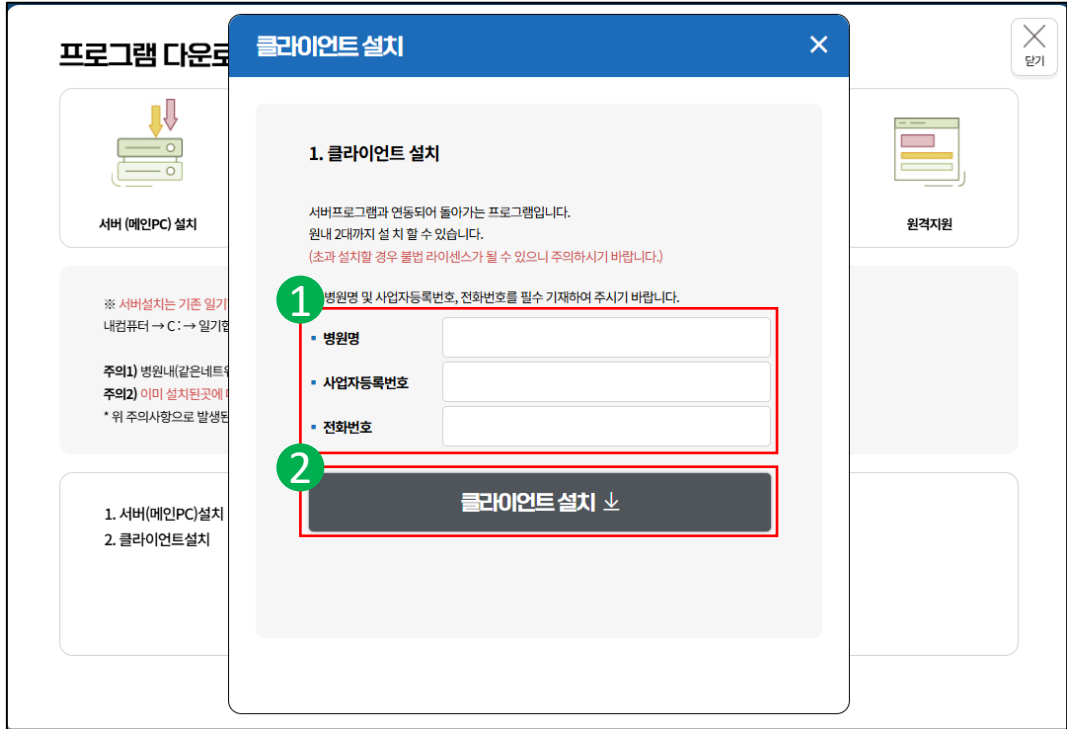 프로그램 다운로
클라이언트 설치
닫기
서버 (메인PC) 설치
원격지원
※ 서버설치는 기존 일기
내컴퓨터 → C : → 일기
주의1) 병원내(같은네트
주의2) 이미 설치된곳에
* 위 주의사항으로 발생된
1. 서버(메인PC)설치
2. 클라이언트설치
1. 클라이언트 설치
서버프로그램과 연동되어 돌아가는 프로그램입니다.
원내 2대까지 설 치 할 수 있습니다.
(초과 설치할 경우 불법 라이센스가 될 수 있으니 주의하시기 바랍니다.)
1
병원명 및 사업자등록번호, 전화번호를 필수 기재하여 주시기 바랍니다.
▪ 병원명
▪ 사업자등록번호
▪ 전화번호
2
클라이언트 설치